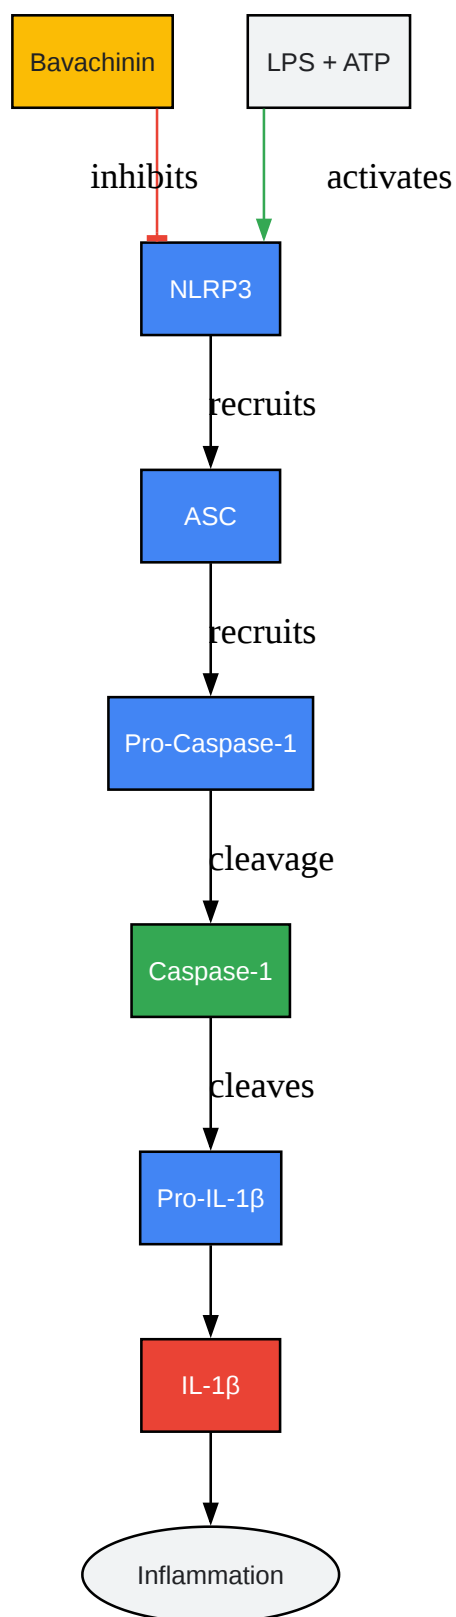 Bavachinin
LPS + ATP
inhibits
activates
NLRP3
recruits
ASC
recruits
Pro-Caspase-1
cleavage
Caspase-1
cleaves
Pro-IL-1β
IL-1β
Inflammation